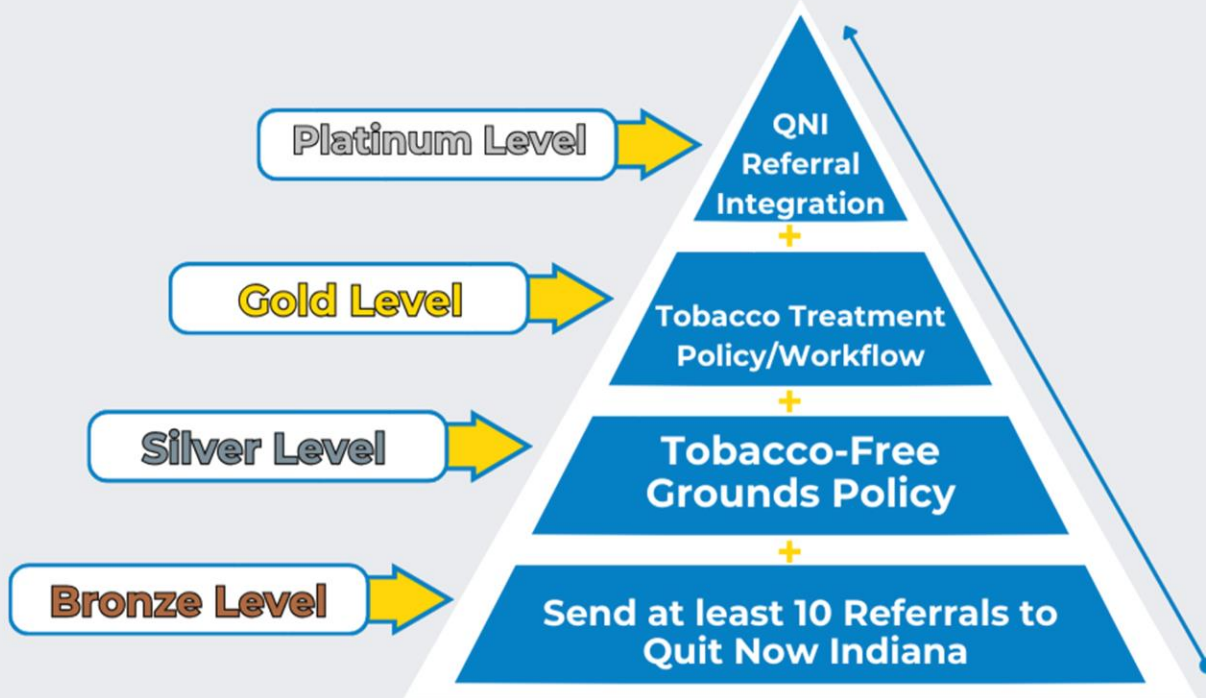 Platinum Level
QNI
Referral
Integration
+
Gold Level
Tobacco Treatment
Policy/Workflow
+
Silver Level
Tobacco-Free
Grounds Policy
+
Bronze Level
Send at least 10 Referrals to
Quit Now Indiana